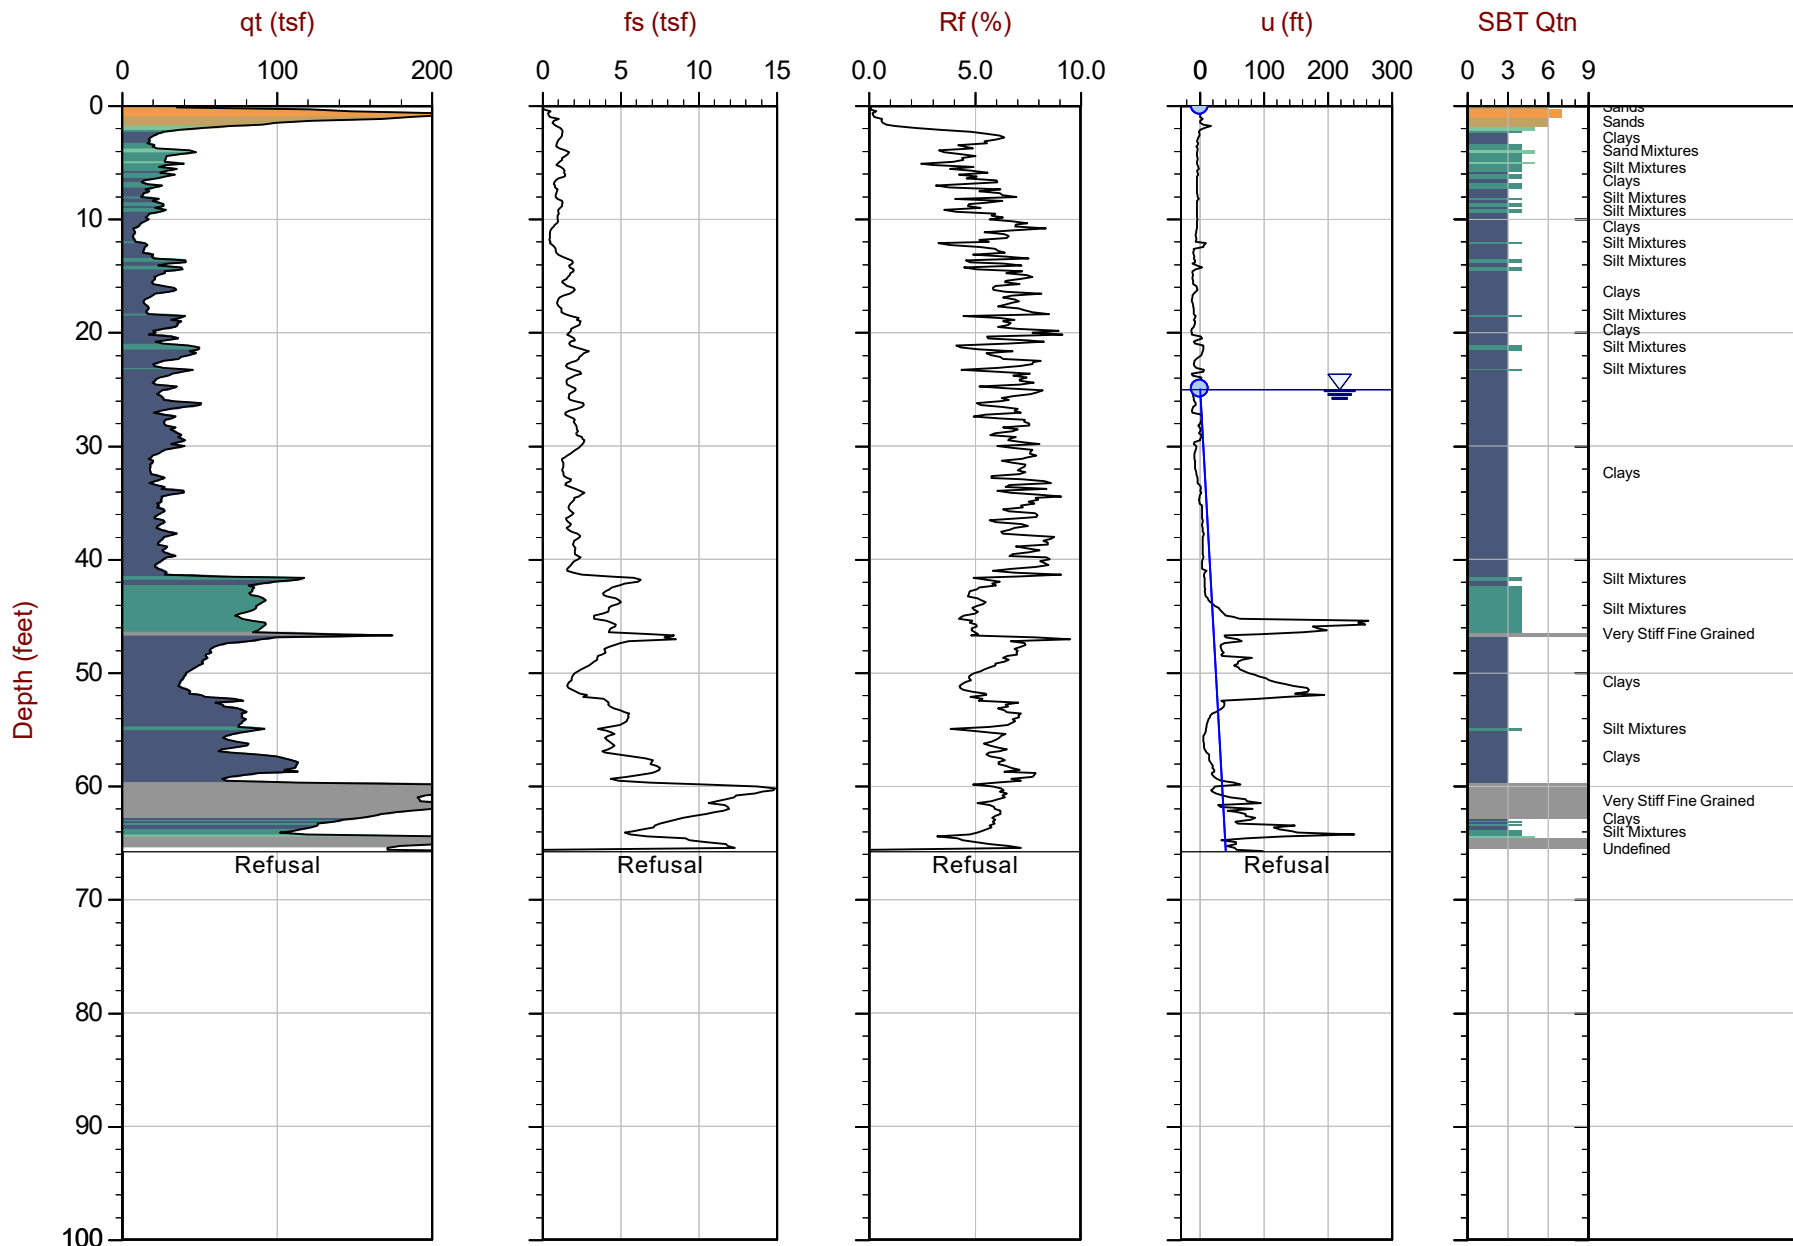 qt (tsf) fs (tsf) Rf (%) u (ft) SBT Qtn
0 100 200 0 5 10 15 0.0 5.0 10.0 0 100 200 300 0 3 6 9
0
Sands
Sands
Clays
Sand Mixtures
Silt Mixtures
Clays
Silt Mixtures
Silt Mixtures
10
Clays
Silt Mixtures
Silt Mixtures
Clays
Silt Mixtures
20
Clays
Silt Mixtures
Silt Mixtures
30
Clays
40
Silt Mixtures
Silt Mixtures
Very Stiff Fine Grained
50
Clays
Silt Mixtures
Clays
60
Very Stiff Fine Grained
Clays
Silt Mixtures
Undefined
Refusal Refusal Refusal Refusal
70
80
90
100
Depth (feet)